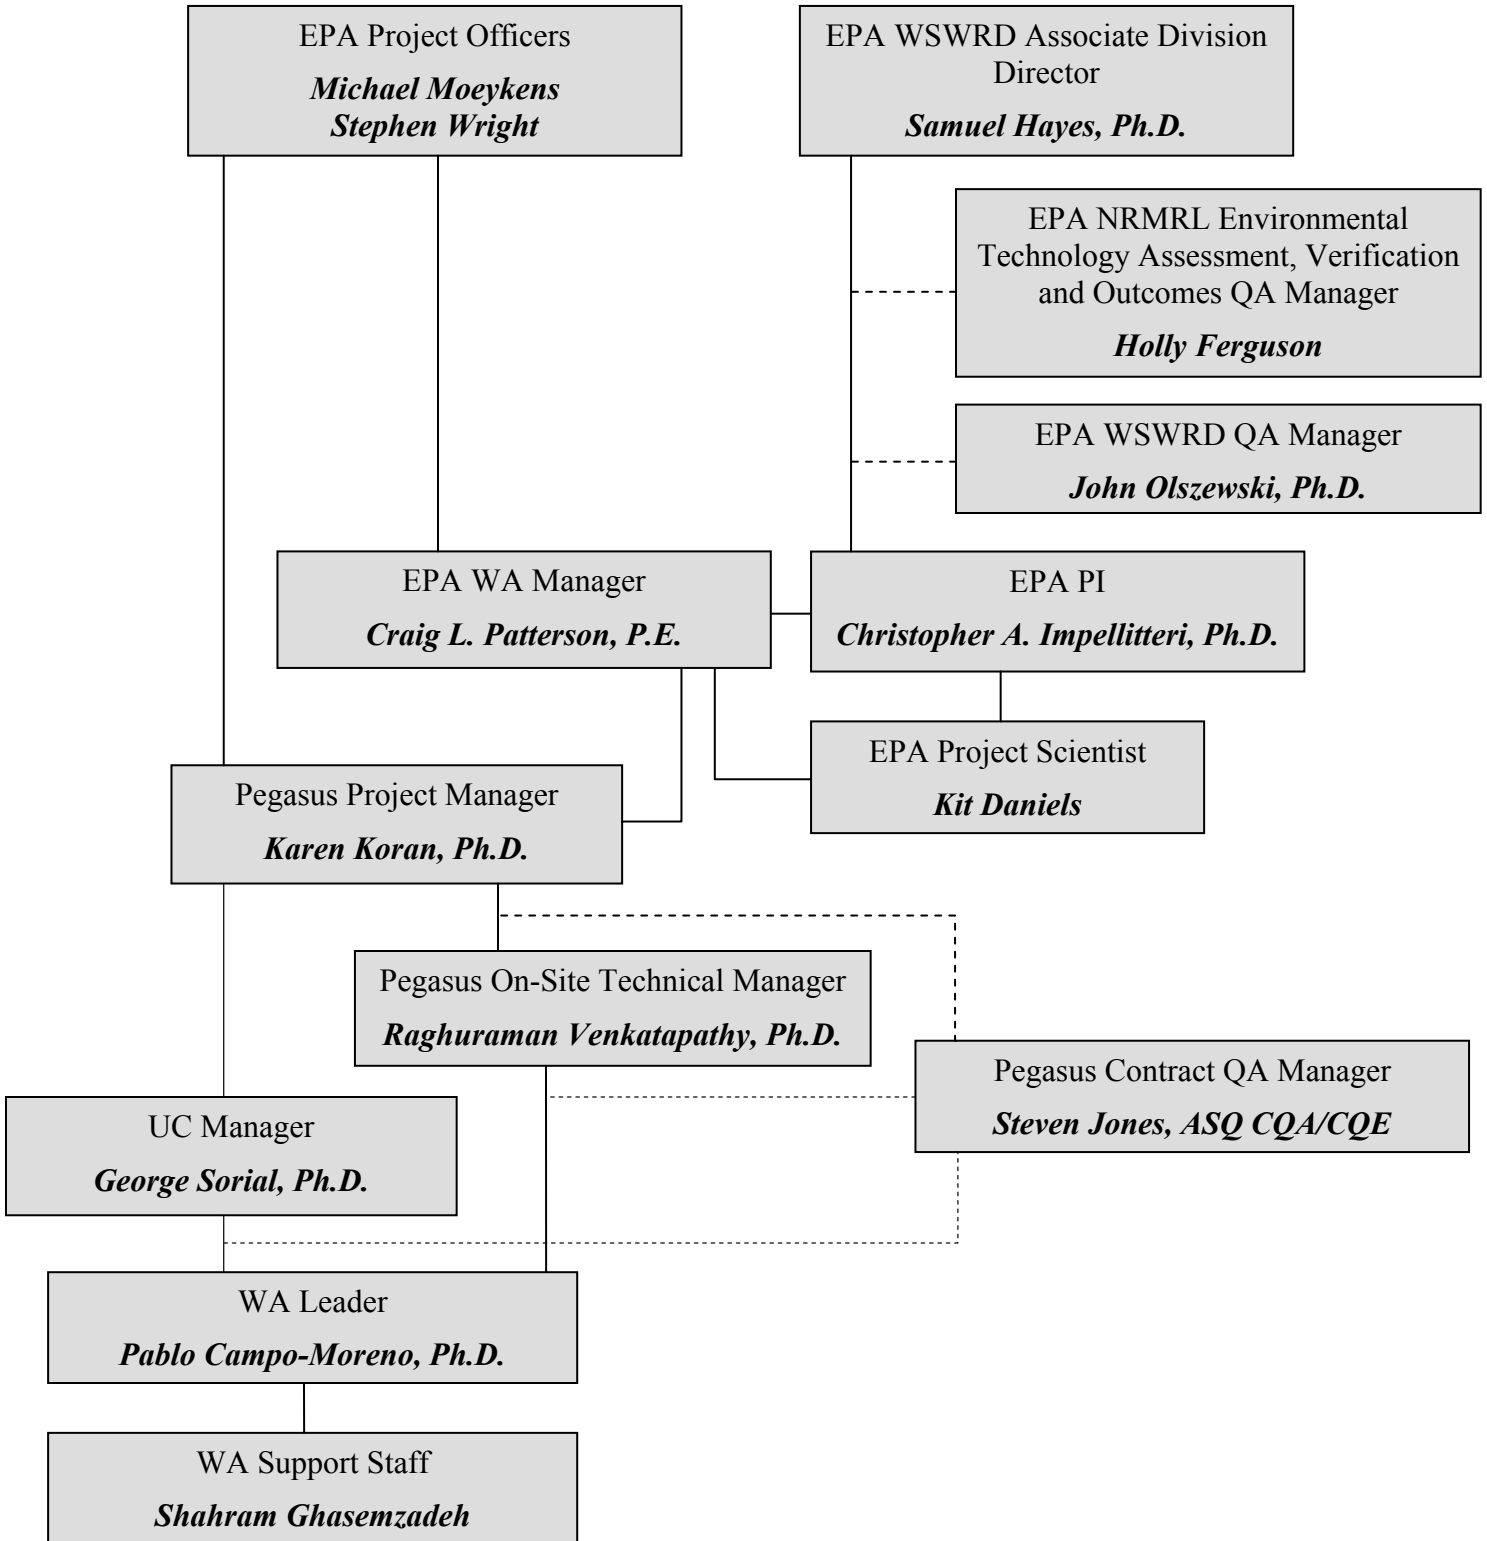 EPA Project Officers
Michael Moeykens
Stephen Wright
EPA WSWRD Associate Division
Director
Samuel Hayes, Ph.D.
EPA NRMRL Environmental
Technology Assessment, Verification
and Outcomes QA Manager
Holly Ferguson
EPA WSWRD QA Manager
John Olszewski, Ph.D.
EPA WA Manager
Craig L. Patterson, P.E.
EPA PI
Christopher A. Impellitteri, Ph.D.
EPA Project Scientist
Kit Daniels
Pegasus Project Manager
Karen Koran, Ph.D.
Pegasus On-Site Technical Manager
Raghuraman Venkatapathy, Ph.D.
Pegasus Contract QA Manager
Steven Jones, ASQ CQA/CQE
UC Manager
George Sorial, Ph.D.
WA Leader
Pablo Campo-Moreno, Ph.D.
WA Support Staff
Shahram Ghasemzadeh